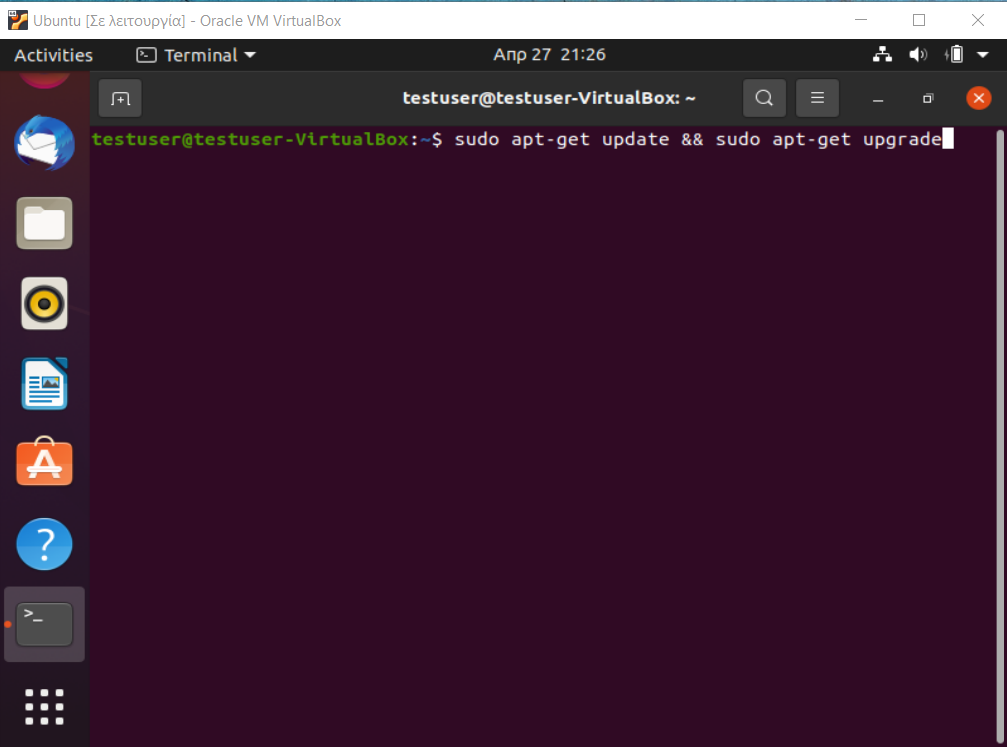 Ubuntu [Σε λειτουργία] - Oracle VM VirtualBox
Activities
Terminal
Απρ 27 21:26
testuser@testuser-VirtualBox: ~
testuser@testuser-VirtualBox:~$ sudo apt-get update && sudo apt-get upgrade